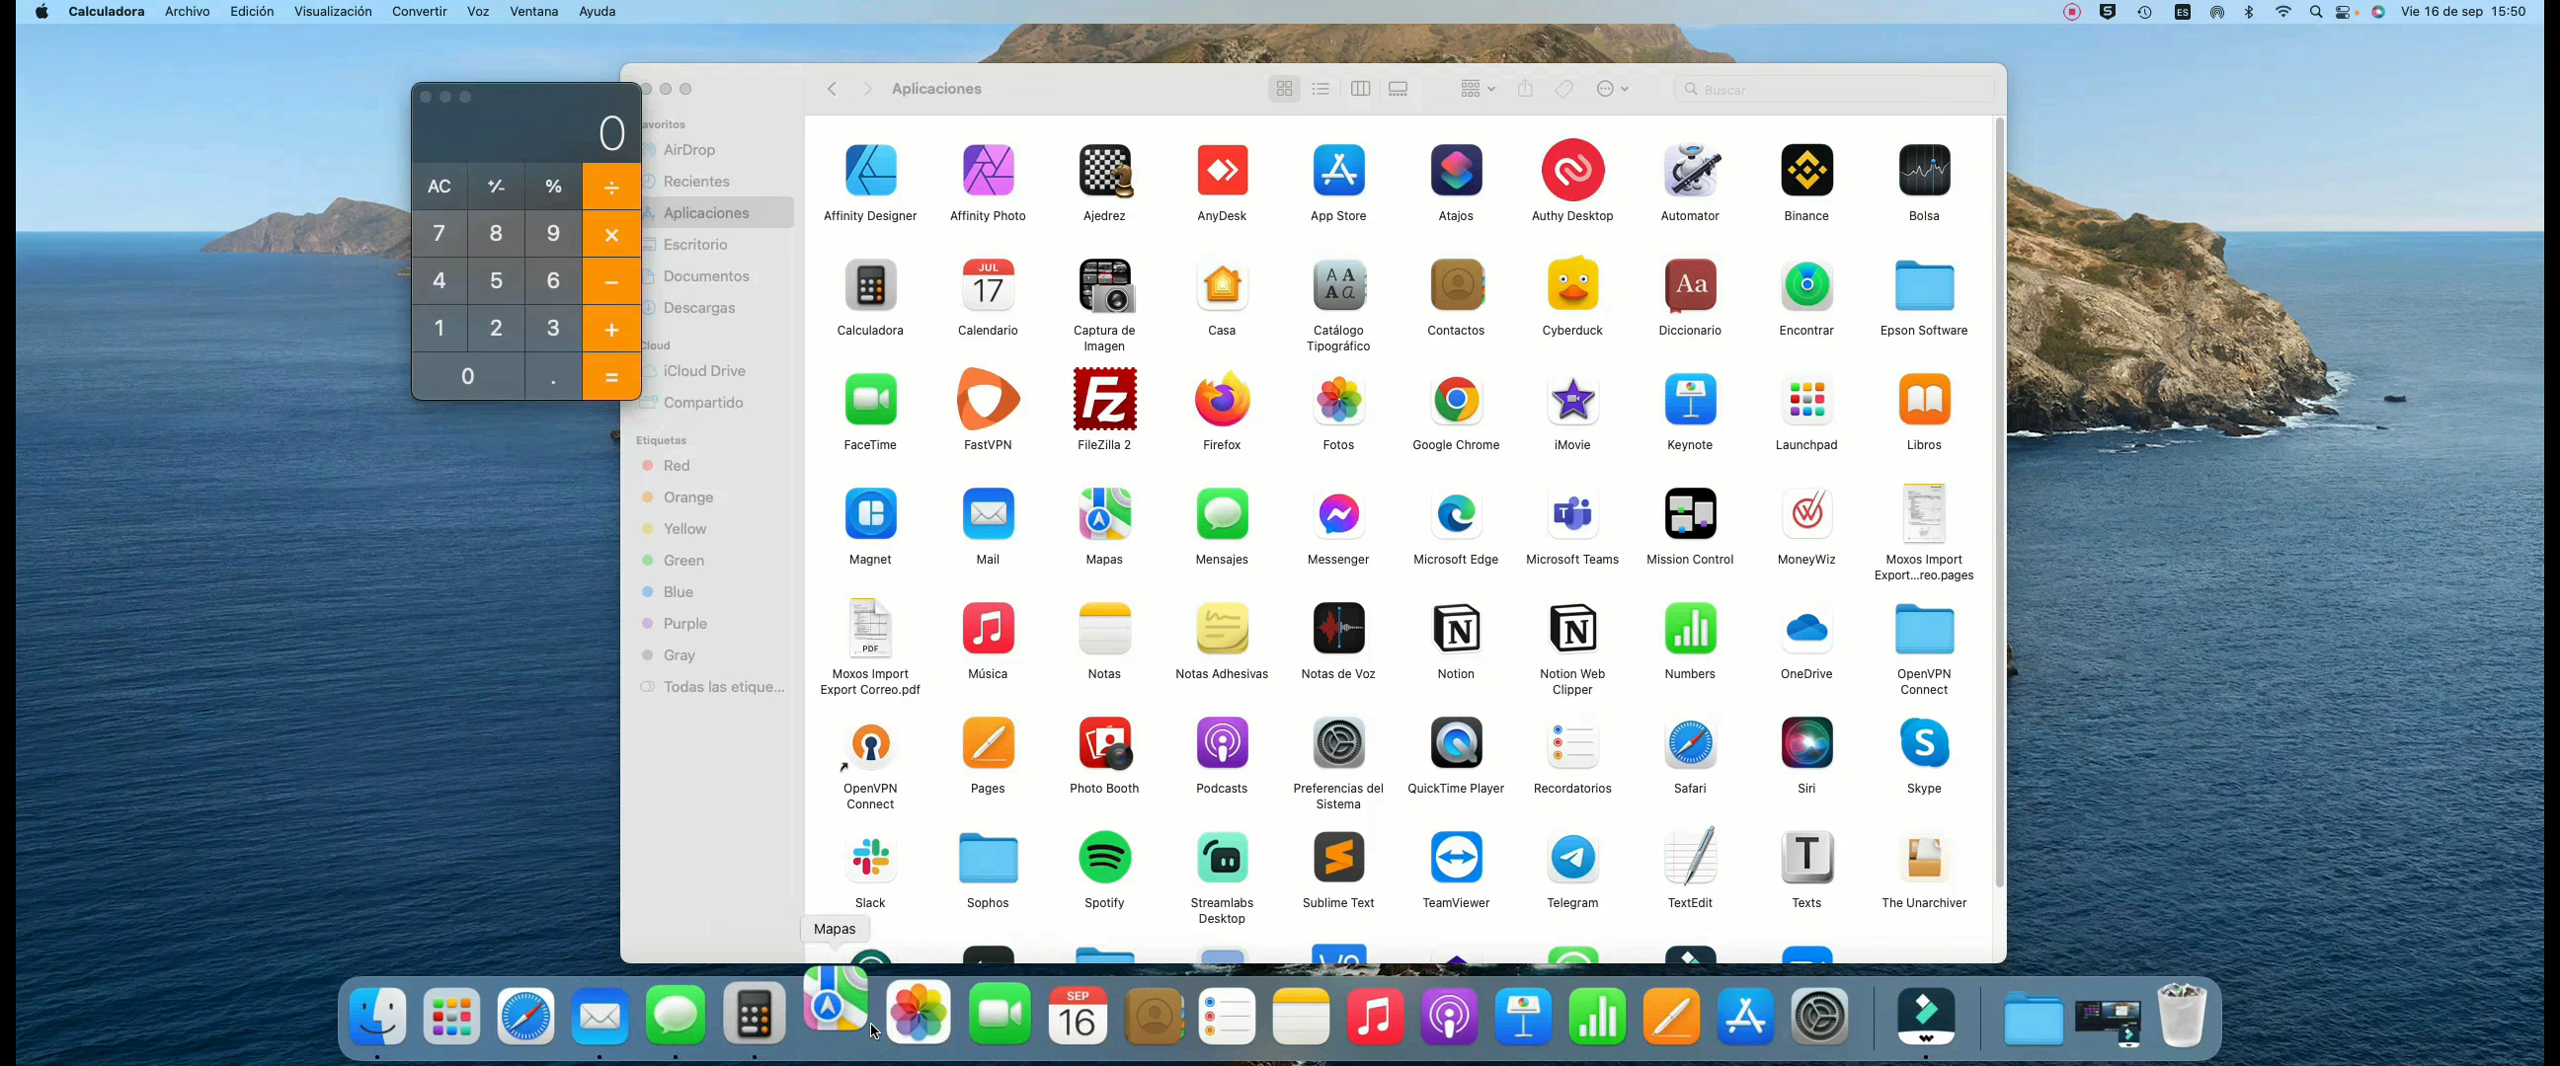 Calculadora Archivo Edición Visualización Convertir Voz Ventana Ayuda
ES
Vie 16 de sep 15:50
Aplicaciones
Buscar
0
AC +/- % ÷
7 8 9 ×
4 5 6 −
1 2 3 +
0 . =
avoritos
AirDrop
Recientes
Aplicaciones
Escritorio
Documentos
Descargas
Cloud
iCloud Drive
Compartido
Etiquetas
Red
Orange
Yellow
Green
Blue
Purple
Gray
Todas las etique...
Affinity Designer
Affinity Photo
Ajedrez
AnyDesk
App Store
Atajos
Authy Desktop
Automator
Binance
Bolsa
JUL
17
A A
A a
Aa
Calculadora
Calendario
Captura de
Imagen
Casa
Catálogo
Tipográfico
Contactos
Cyberduck
Diccionario
Encontrar
Epson Software
Fz
FaceTime
FastVPN
FileZilla 2
Firefox
Fotos
Google Chrome
iMovie
Keynote
Launchpad
Libros
T
Magnet
Mail
Mapas
Mensajes
Messenger
Microsoft Edge
Microsoft Teams
Mission Control
MoneyWiz
Moxos Import
Export...reo.pages
PDF
N
N
Moxos Import
Export Correo.pdf
Música
Notas
Notas Adhesivas
Notas de Voz
Notion
Notion Web
Clipper
Numbers
OneDrive
OpenVPN
Connect
S
OpenVPN
Connect
Pages
Photo Booth
Podcasts
Preferencias del
Sistema
QuickTime Player
Recordatorios
Safari
Siri
Skype
T
Slack
Sophos
Spotify
Streamlabs
Desktop
Sublime Text
TeamViewer
Telegram
TextEdit
Texts
The Unarchiver
Mapas
SEP
16